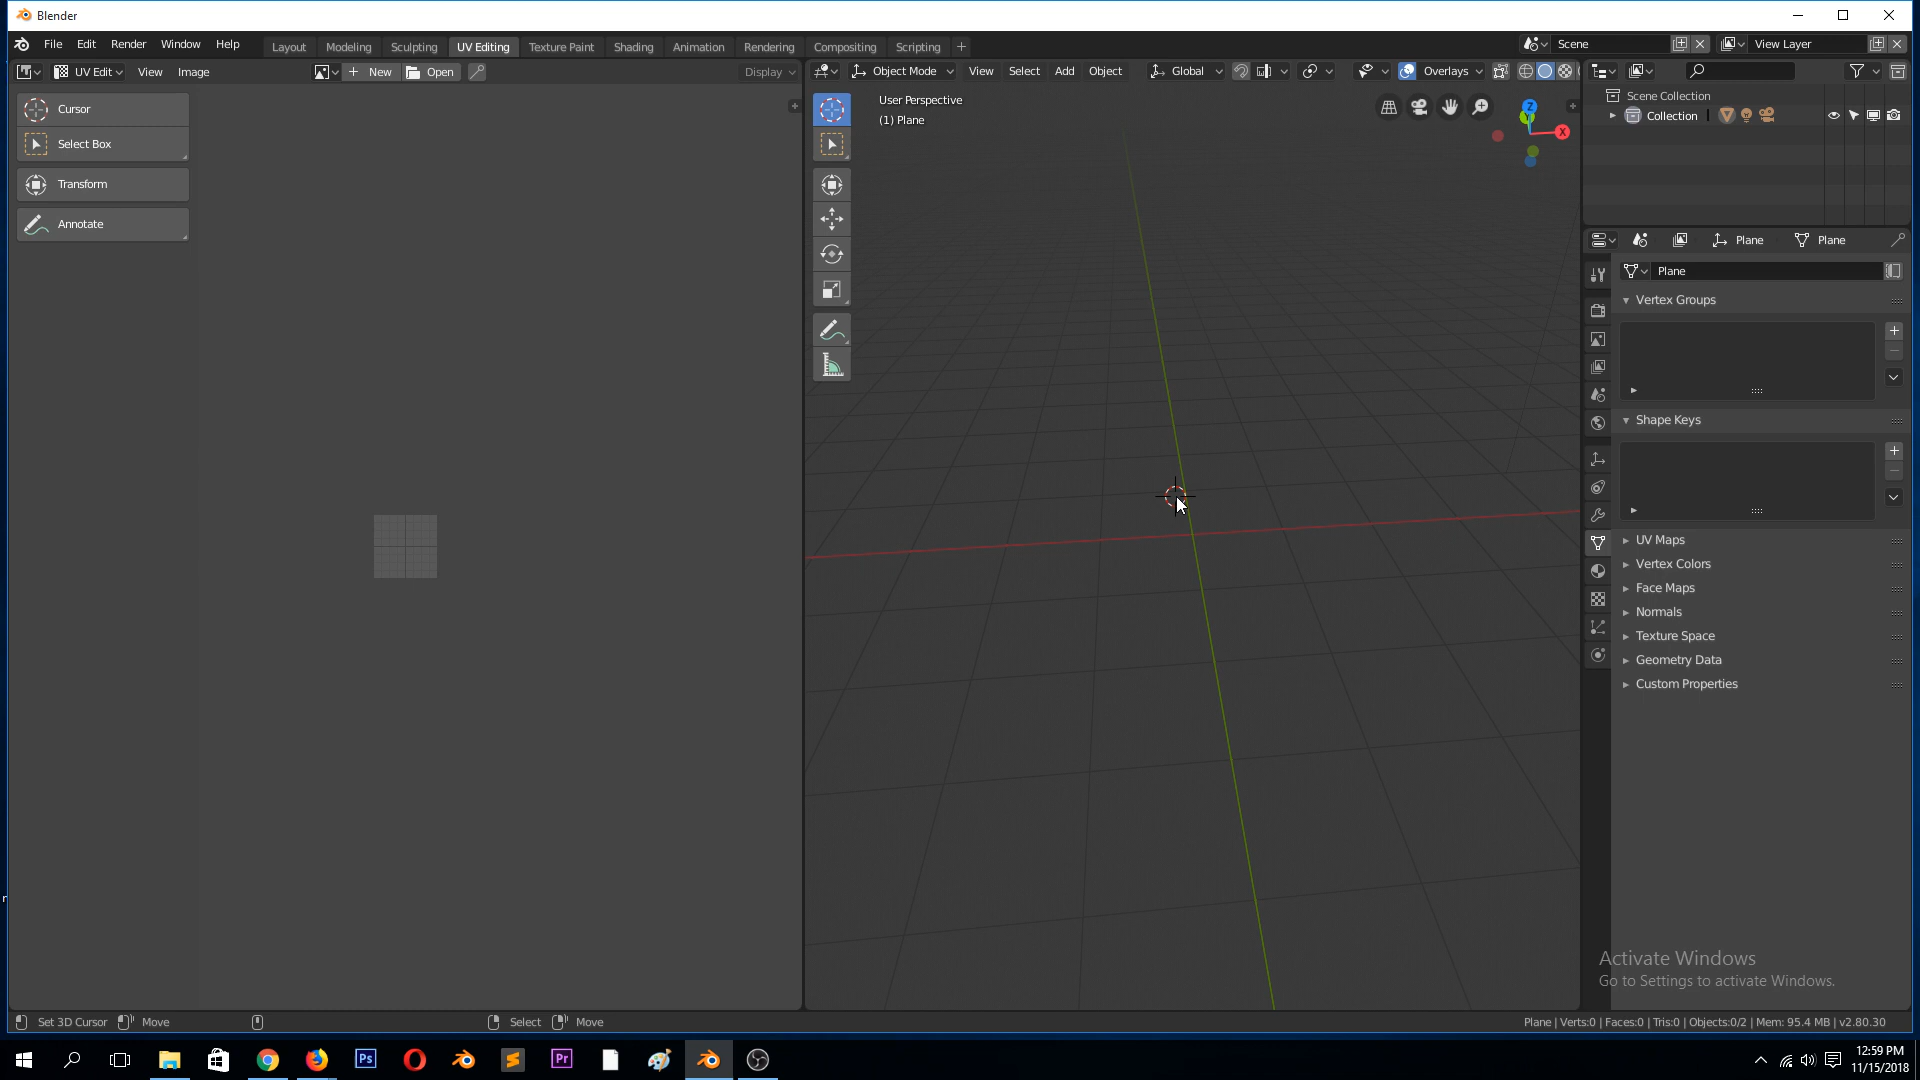 Blender
File Edit Render Window Help
Layout Modeling Sculpting UV Editing Texture Paint Shading Animation Rendering Compositing Scripting +
Scene
View Layer
UV Edit View Image
New Open
Display
Object Mode View Select Add Object
Global
Overlays
Cursor
Select Box
Transform
Annotate
User Perspective
(1) Plane
Z
X
Scene Collection
Collection
Plane Plane
Plane
Vertex Groups
Shape Keys
UV Maps
Vertex Colors
Face Maps
Normals
Texture Space
Geometry Data
Custom Properties
Activate Windows
Go to Settings to activate Windows.
Set 3D Cursor Move Select Move
Plane | Verts:0 | Faces:0 | Tris:0 | Objects:0/2 | Mem: 95.4 MB | v2.80.30
Ps
Pr
12:59 PM
11/15/2018